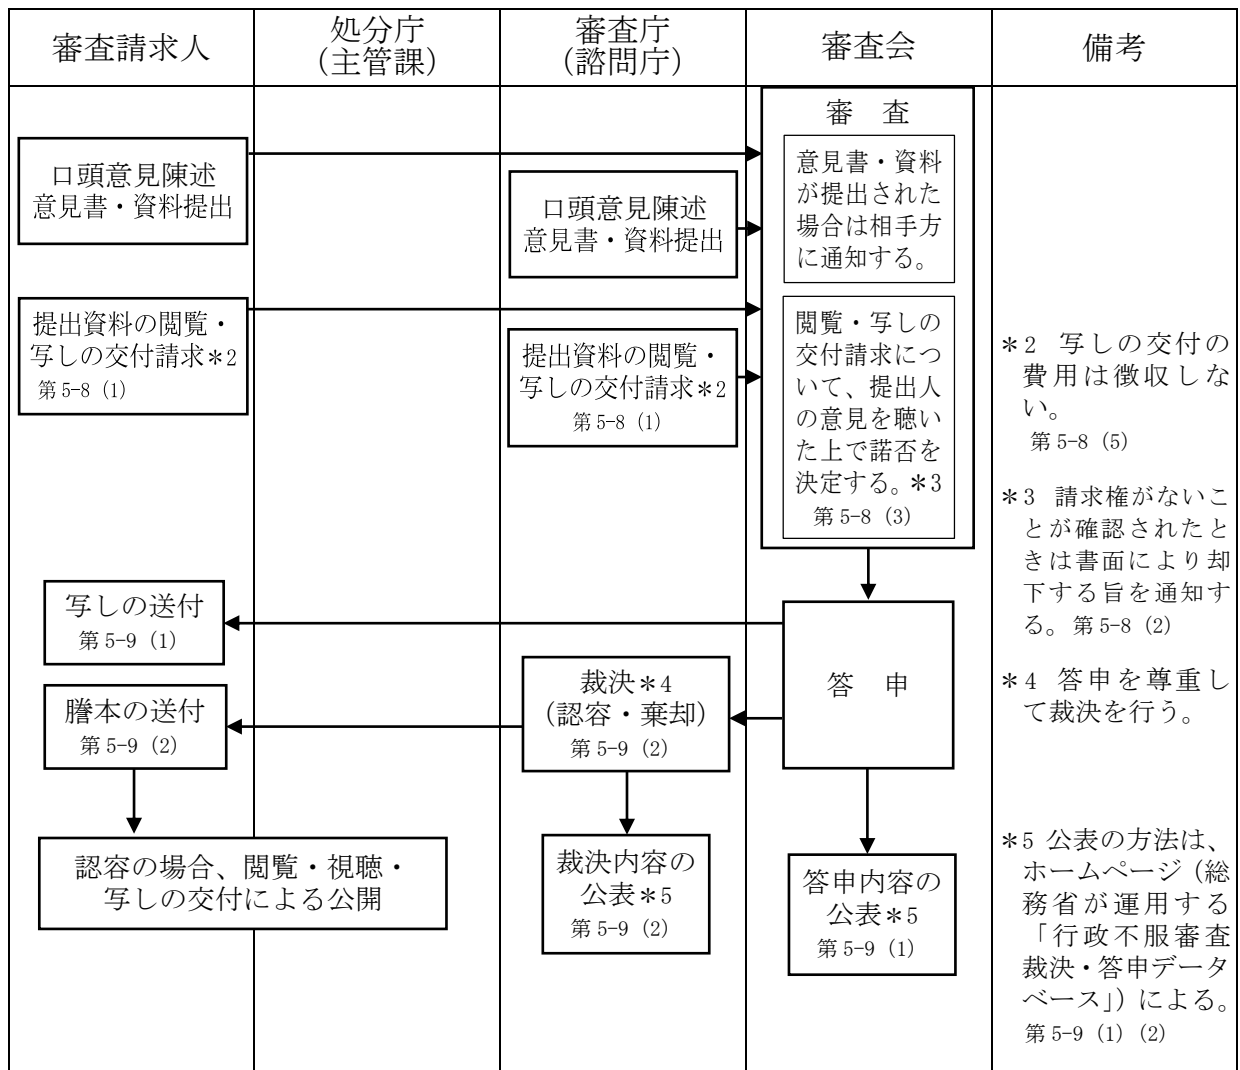 審査請求人
処分庁
（主管課）
審査庁
（諮問庁）
審査会
備考
口頭意見陳述
意見書・資料提出
提出資料の閲覧・
写しの交付請求＊2
第 5-8（1）
写しの送付
第 5-9（1）
謄本の送付
第 5-9（2）
認容の場合、閲覧・視聴・
写しの交付による公開
口頭意見陳述
意見書・資料提出
提出資料の閲覧・
写しの交付請求＊2
第 5-8（1）
裁決＊4
（認容・棄却）
第 5-9（2）
裁決内容の
公表＊5
第 5-9（2）
審　査
意見書・資料
が提出された
場合は相手方
に通知する。
閲覧・写しの
交付請求につ
いて、提出人
の意見を聴い
た上で諾否を
決定する。＊3
第 5-8（3）
答　申
答申内容の
公表＊5
第 5-9（1）
＊2 写しの交付の
費用は徴収しな
い。
第 5-8（5）
＊3 請求権がないこ
とが確認されたと
きは書面により却
下する旨を通知す
る。第 5-8（2）
＊4 答申を尊重し
て裁決を行う。
＊5 公表の方法は、
ホームページ（総
務省が運用する
「行政不服審査
裁決・答申データ
ベース」）による。
第 5-9（1）（2）